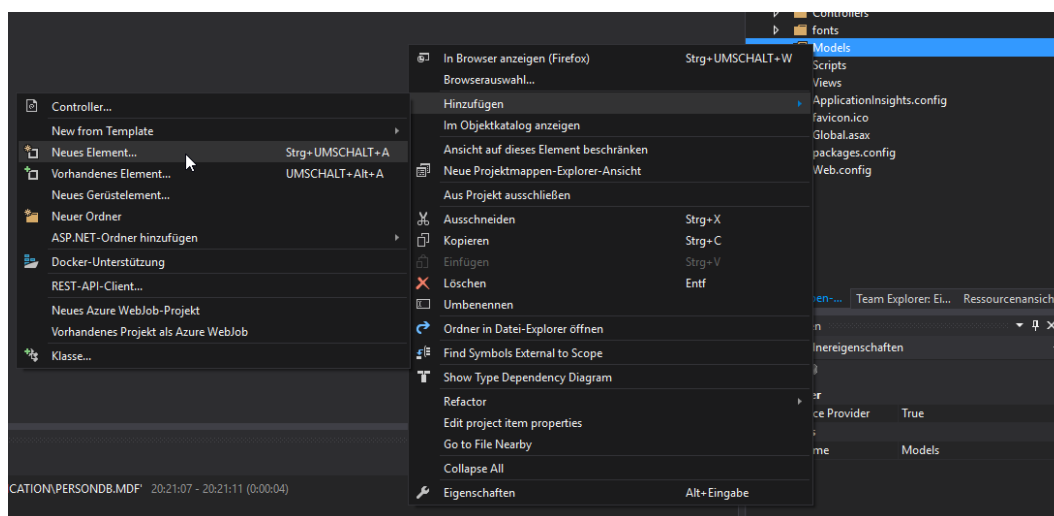 Controllers
fonts
Models
Scripts
Views
ApplicationInsights.config
favicon.ico
Global.asax
packages.config
Web.config
In Browser anzeigen (Firefox) Strg+UMSCHALT+W
Browserauswahl...
Hinzufügen
Im Objektkatalog anzeigen
Ansicht auf dieses Element beschränken
Neue Projektmappen-Explorer-Ansicht
Aus Projekt ausschließen
Ausschneiden Strg+X
Kopieren Strg+C
Einfügen Strg+V
Löschen Entf
Umbenennen
Ordner in Datei-Explorer öffnen
Find Symbols External to Scope
Show Type Dependency Diagram
Refactor
Edit project item properties
Go to File Nearby
Collapse All
Eigenschaften Alt+Eingabe
Controller...
New from Template
Neues Element... Strg+UMSCHALT+A
Vorhandenes Element... UMSCHALT+Alt+A
Neues Gerüstelement...
Neuer Ordner
ASP.NET-Ordner hinzufügen
Docker-Unterstützung
REST-API-Client...
Neues Azure WebJob-Projekt
Vorhandenes Projekt als Azure WebJob
Klasse...
pen-... Team Explorer: Ei... Ressourcenansich
en
dnereigenschaften
er
ce Provider True
s
me Models
CATION\PERSONDB.MDF' 20:21:07 - 20:21:11 (0:00:04)